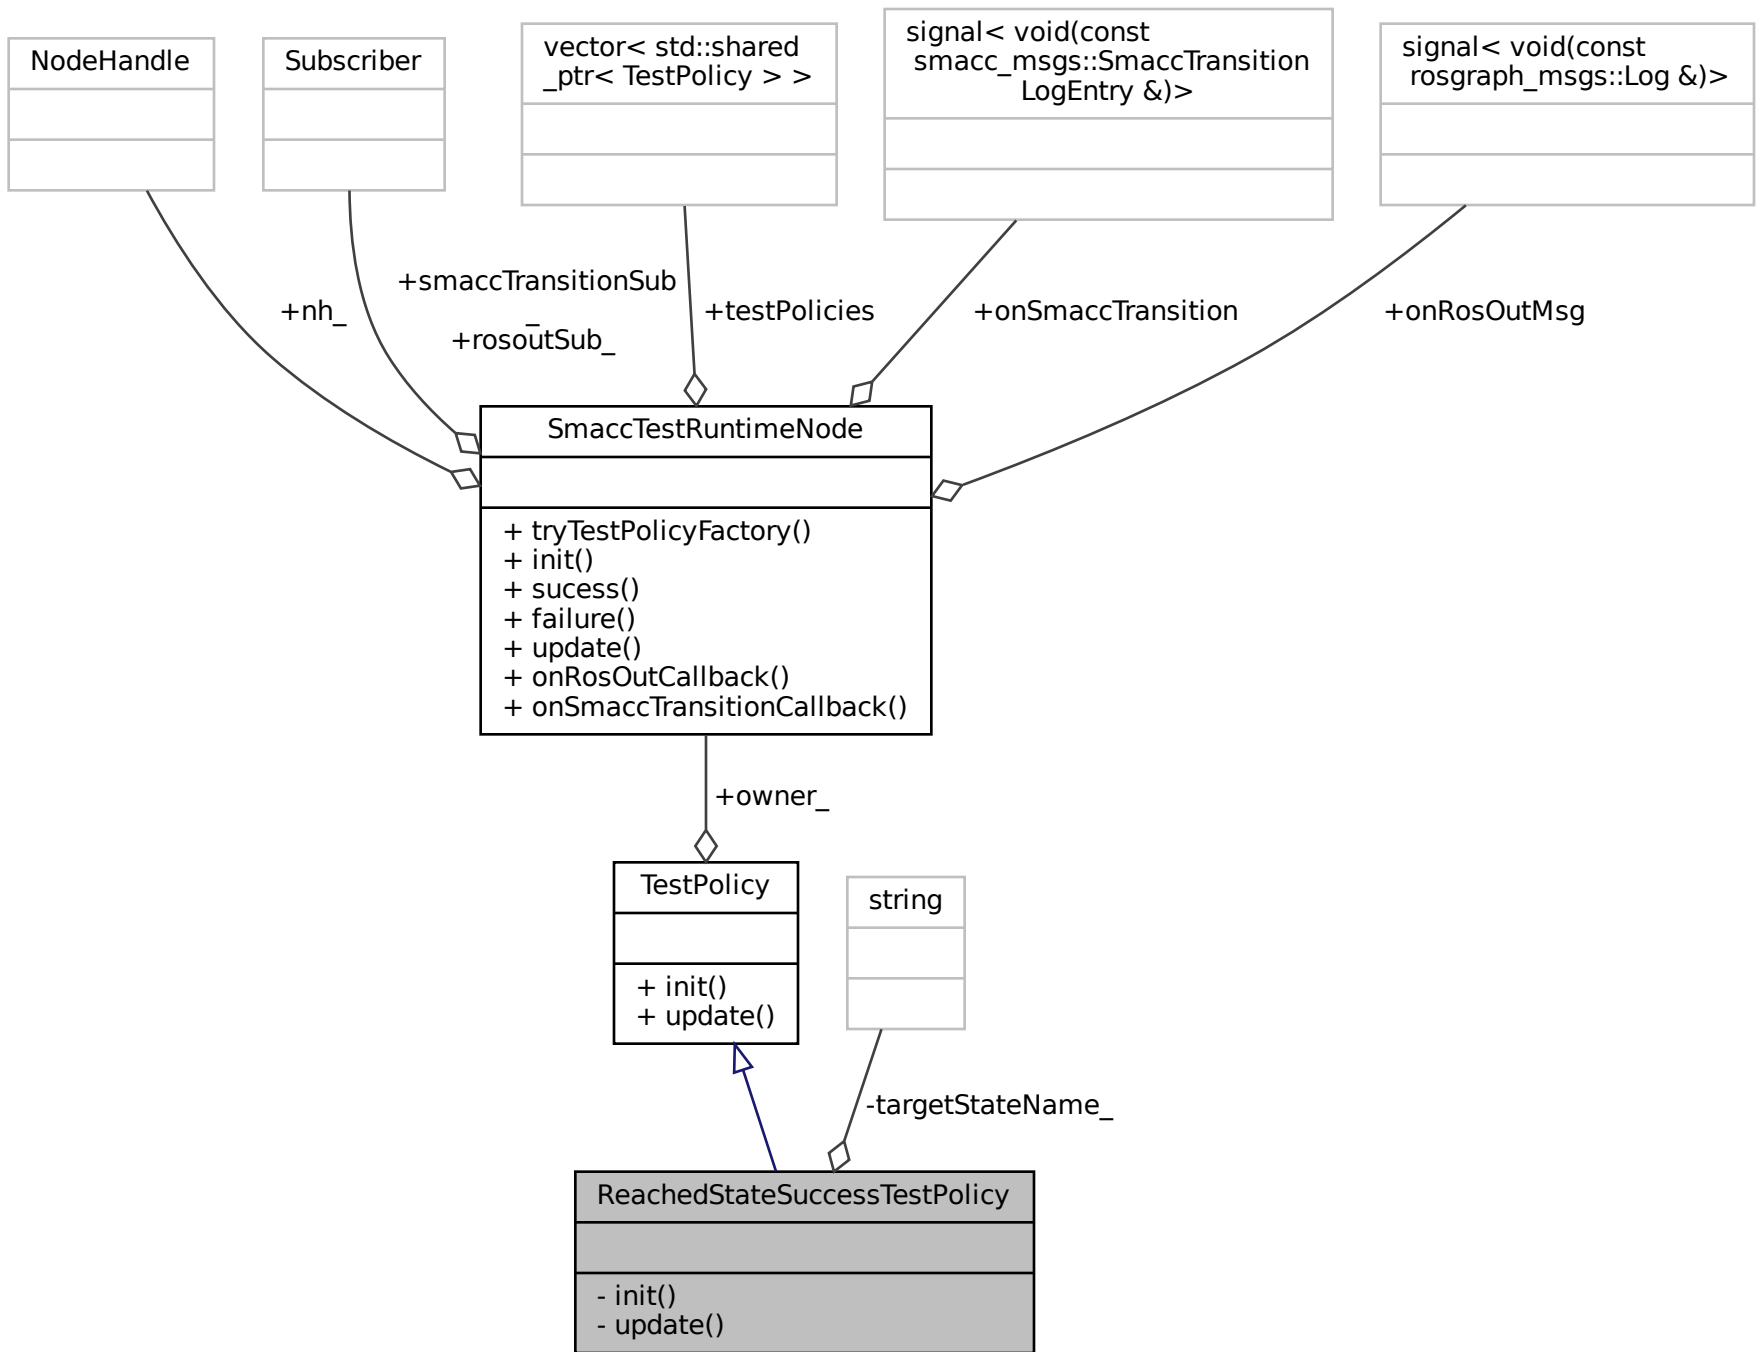 NodeHandle
Subscriber
vector< std::shared
_ptr< TestPolicy > >
signal< void(const
smacc_msgs::SmaccTransition
LogEntry &)>
signal< void(const
rosgraph_msgs::Log &)>
+nh_
+smaccTransitionSub
_
+rosoutSub_
+testPolicies
+onSmaccTransition
+onRosOutMsg
SmaccTestRuntimeNode
+ tryTestPolicyFactory()
+ init()
+ sucess()
+ failure()
+ update()
+ onRosOutCallback()
+ onSmaccTransitionCallback()
+owner_
TestPolicy
+ init()
+ update()
string
-targetStateName_
ReachedStateSuccessTestPolicy
- init()
- update()